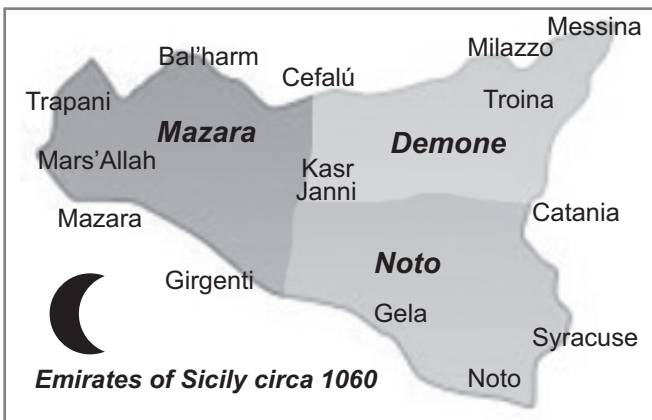 Messina
Bal'harm
Milazzo
Cefalú
Trapani
Troina
Mazara
Demone
Mars'Allah
Kasr
Janni
Mazara
Catania
Noto
Girgenti
Gela
Syracuse
Emirates of Sicily circa 1060
Noto